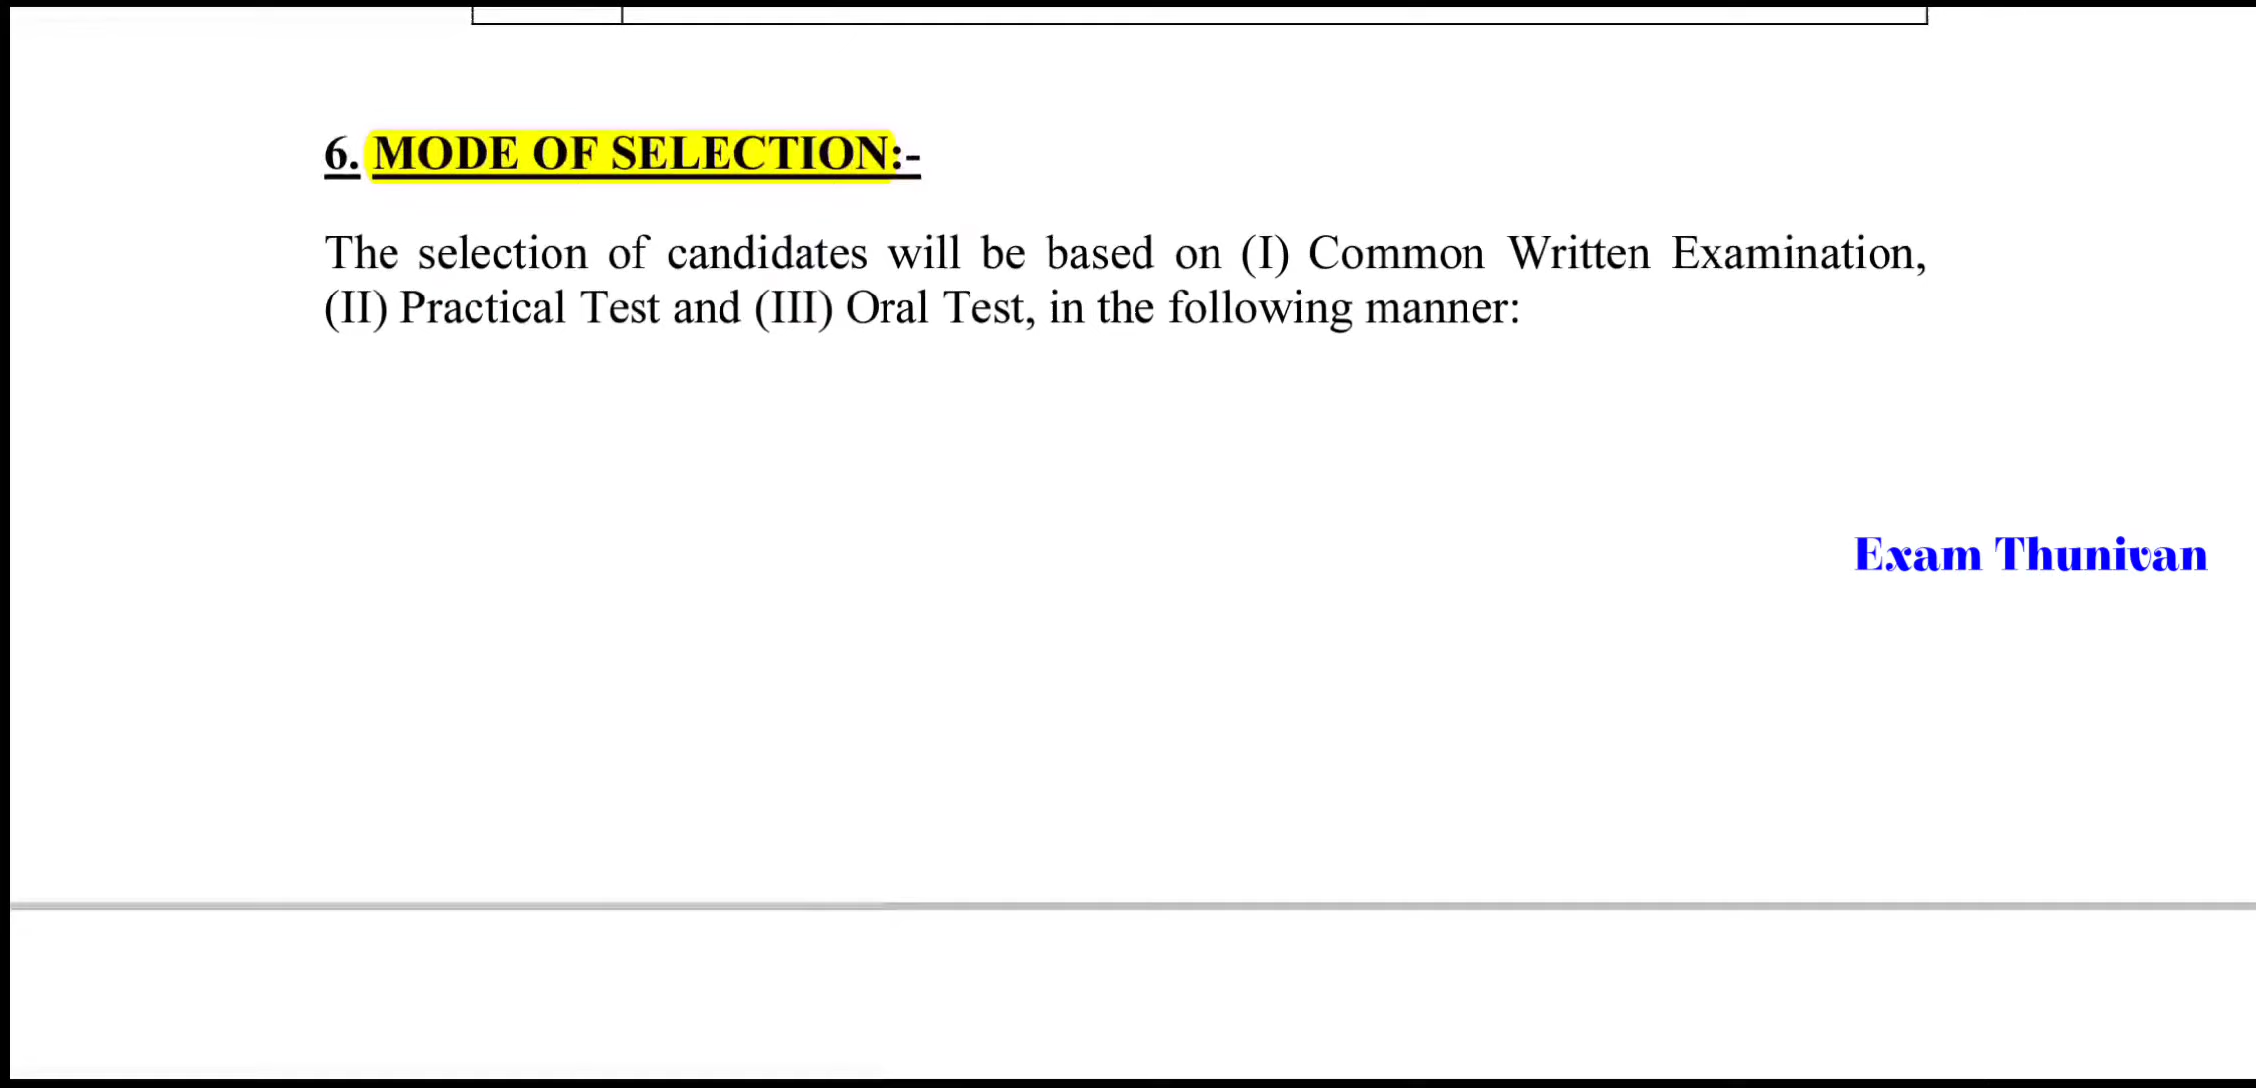 6. MODE OF SELECTION:-
The selection of candidates will be based on (I) Common Written Examination,
(II) Practical Test and (III) Oral Test, in the following manner:
Exam Thunivan